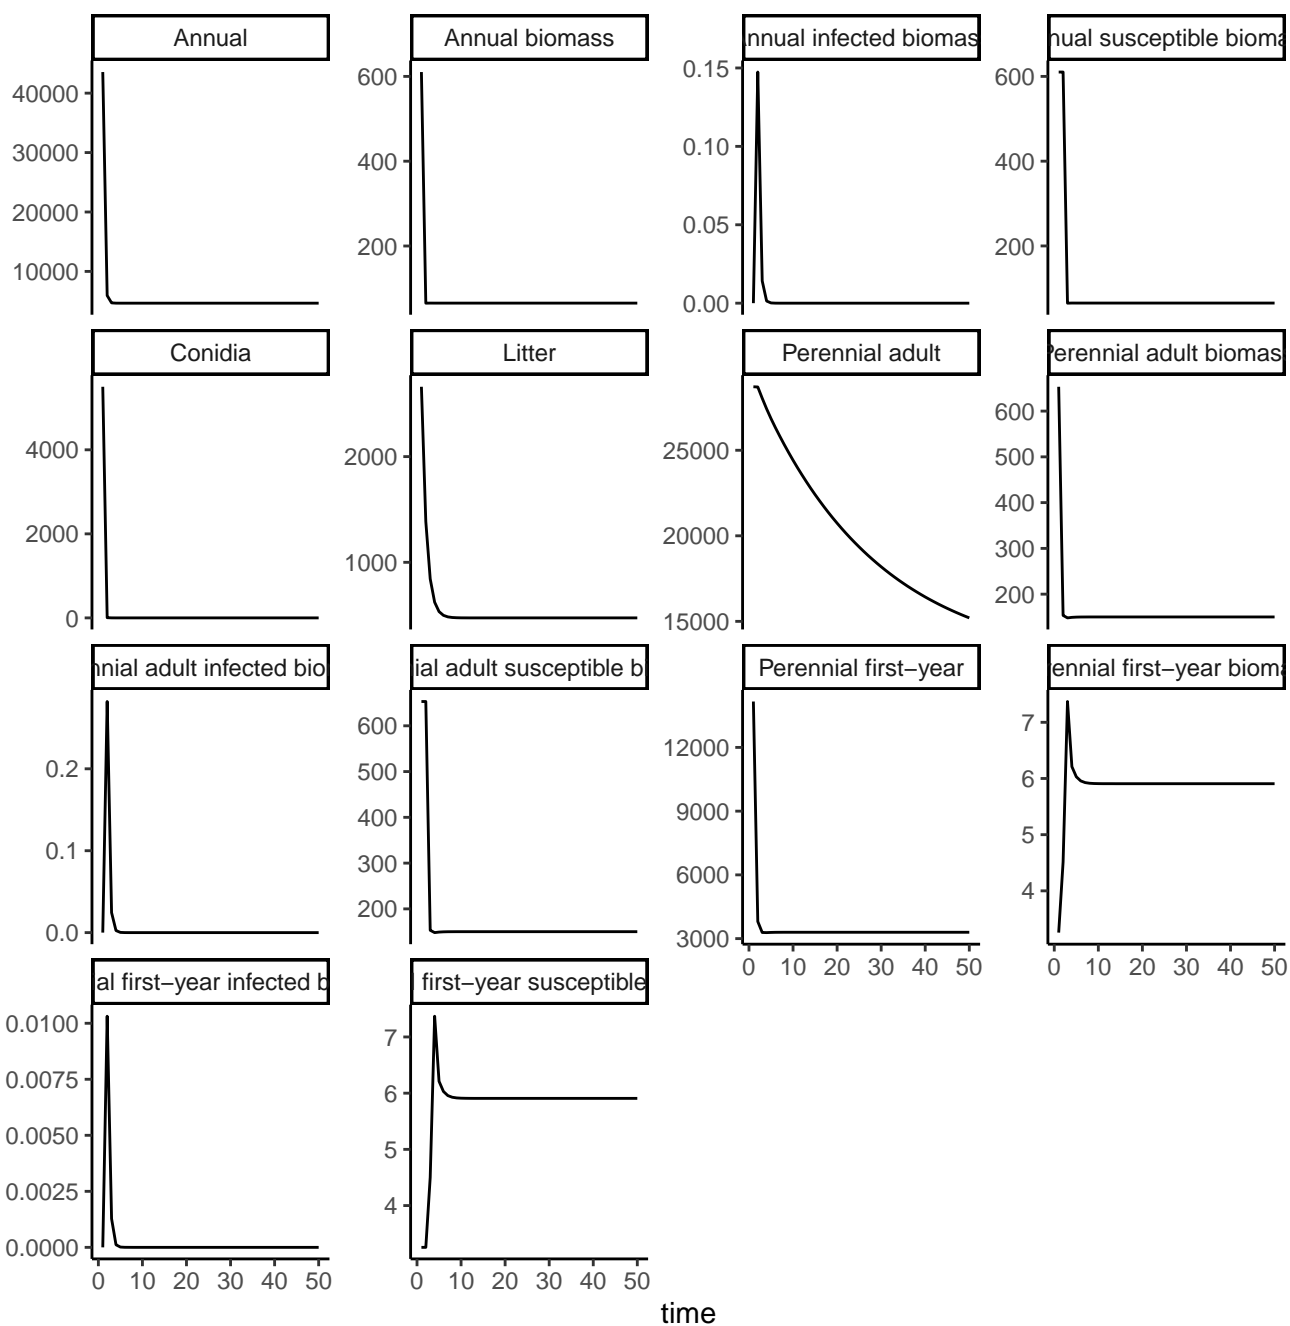 Annual
Annual biomass
nnual infected biomas
nual susceptible bioma
40000
30000
20000
10000
600
400
200
0.15
0.10
0.05
0.00
600
400
200
Conidia
Litter
Perennial adult
Perennial adult biomas
4000
2000
0
2000
1000
25000
20000
15000
600
500
400
300
200
nnial adult infected bio
ial adult susceptible b
Perennial first−year
ennial first−year bioma
0.2
0.1
0.0
600
500
400
300
200
12000
9000
6000
3000
7
6
5
4
0 10 20 30 40 50
0 10 20 30 40 50
al first−year infected b
first−year susceptible
0.0100
0.0075
0.0050
0.0025
0.0000
7
6
5
4
0 10 20 30 40 50
0 10 20 30 40 50
time